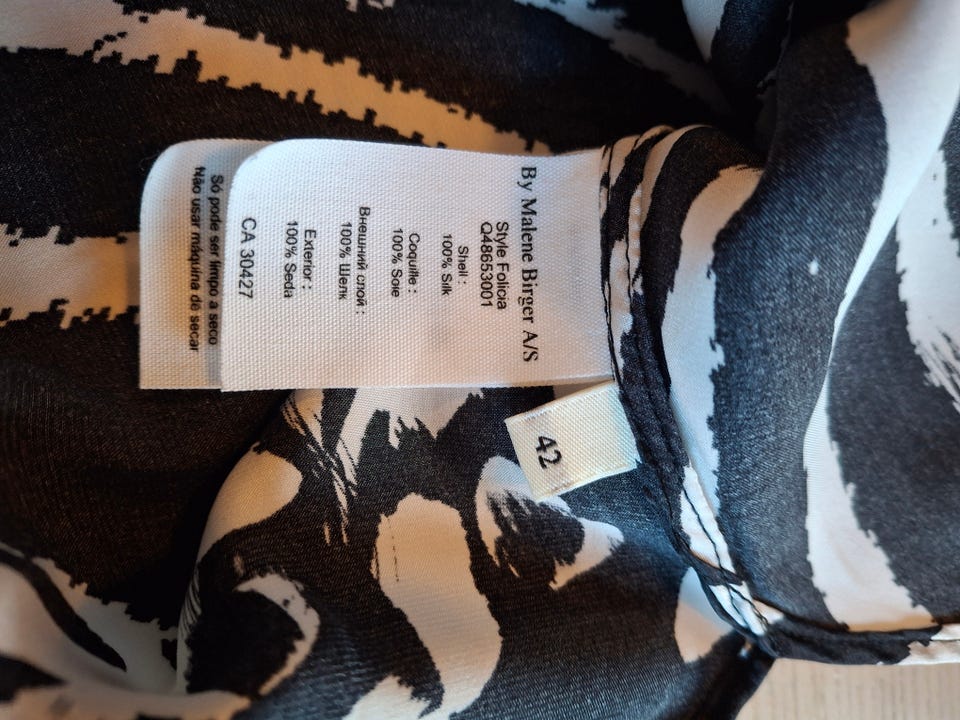 By Malene Birger A/S
Style Folicia
Q48653001
Shell :
100% Silk
Coquille :
100% Soie
Внешний слой :
100% Шелк
Exterior :
100% Seda
CA 30427
Só pode ser limpo a seco
Não usar máquina de secar
42